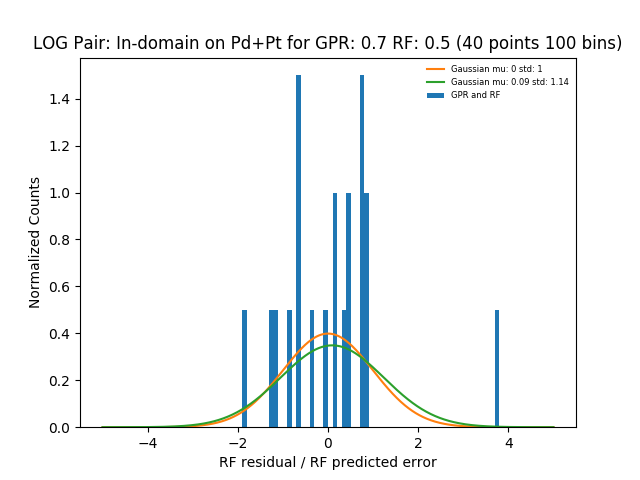 LOG Pair: In-domain on Pd+Pt for GPR: 0.7 RF: 0.5 (40 points 100 bins)
Gaussian mu: 0 std: 1
Gaussian mu: 0.09 std: 1.14
GPR and RF
Normalized Counts
1.4
1.2
1.0
0.8
0.6
0.4
0.2
0.0
−4 −2 0 2 4
RF residual / RF predicted error